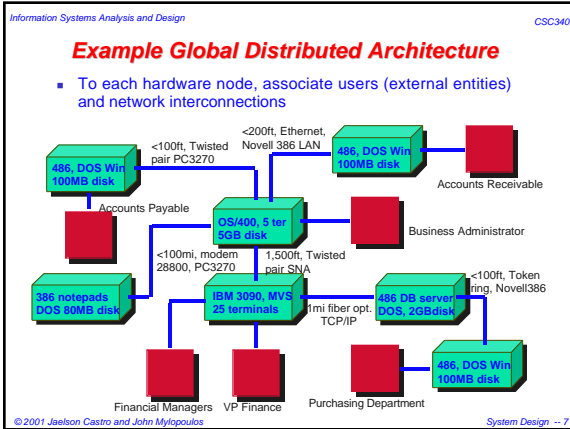 Information Systems Analysis and Design
CSC340
Example Global Distributed Architecture
To each hardware node, associate users (external entities)
and network interconnections
<100ft, Twisted
pair PC3270
<200ft, Ethernet,
Novell 386 LAN
486, DOS Win
100MB disk
486, DOS Win
100MB disk
Accounts Receivable
Accounts Payable
OS/400, 5 ter
5GB disk
Business Administrator
<100mi, modem
28800, PC3270
1,500ft, Twisted
pair SNA
<100ft, Token
ring, Novell386
386 notepads
DOS 80MB disk
IBM 3090, MVS
25 terminals
1mi fiber opt.
TCP/IP
486 DB server
DOS, 2GBdisk
486, DOS Win
100MB disk
Financial Managers
VP Finance
Purchasing Department
© 2001 Jaelson Castro and John Mylopoulos
System Design -- 7